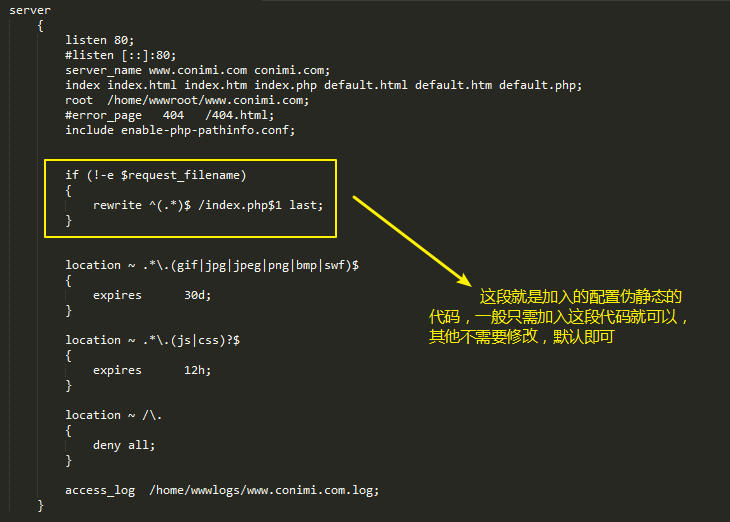 server
{
listen 80;
#listen [::]:80;
server_name www.conimi.com conimi.com;
index index.html index.htm index.php default.html default.htm default.php;
root  /home/wwwroot/www.conimi.com;
#error_page   404   /404.html;
include enable-php-pathinfo.conf;
if (!-e $request_filename)
{
rewrite ^(.*)$ /index.php$1 last;
}
location ~ .*\.(gif|jpg|jpeg|png|bmp|swf)$
{
expires      30d;
}
location ~ .*\.(js|css)?$
{
expires      12h;
}
location ~ /\.
{
deny all;
}
access_log  /home/wwwlogs/www.conimi.com.log;
}
这段就是加入的配置伪静态的
代码，一般只需加入这段代码就可以，
其他不需要修改，默认即可